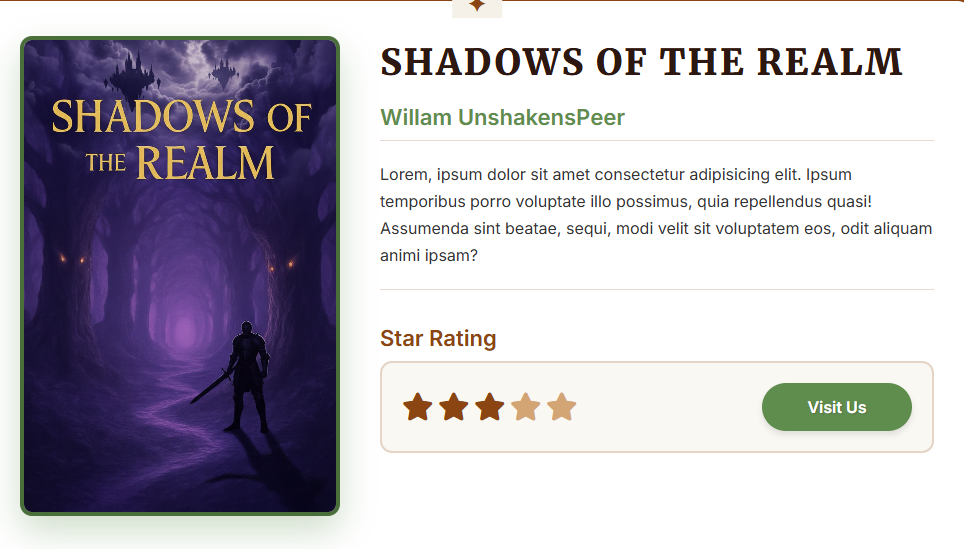 SHADOWS OF
THE REALM
SHADOWS OF THE REALM
Willam UnshakensPeer
Lorem, ipsum dolor sit amet consectetur adipisicing elit. Ipsum
temporibus porro voluptate illo possimus, quia repellendus quasi!
Assumenda sint beatae, sequi, modi velit sit voluptatem eos, odit aliquam
animi ipsam?
Star Rating
Visit Us